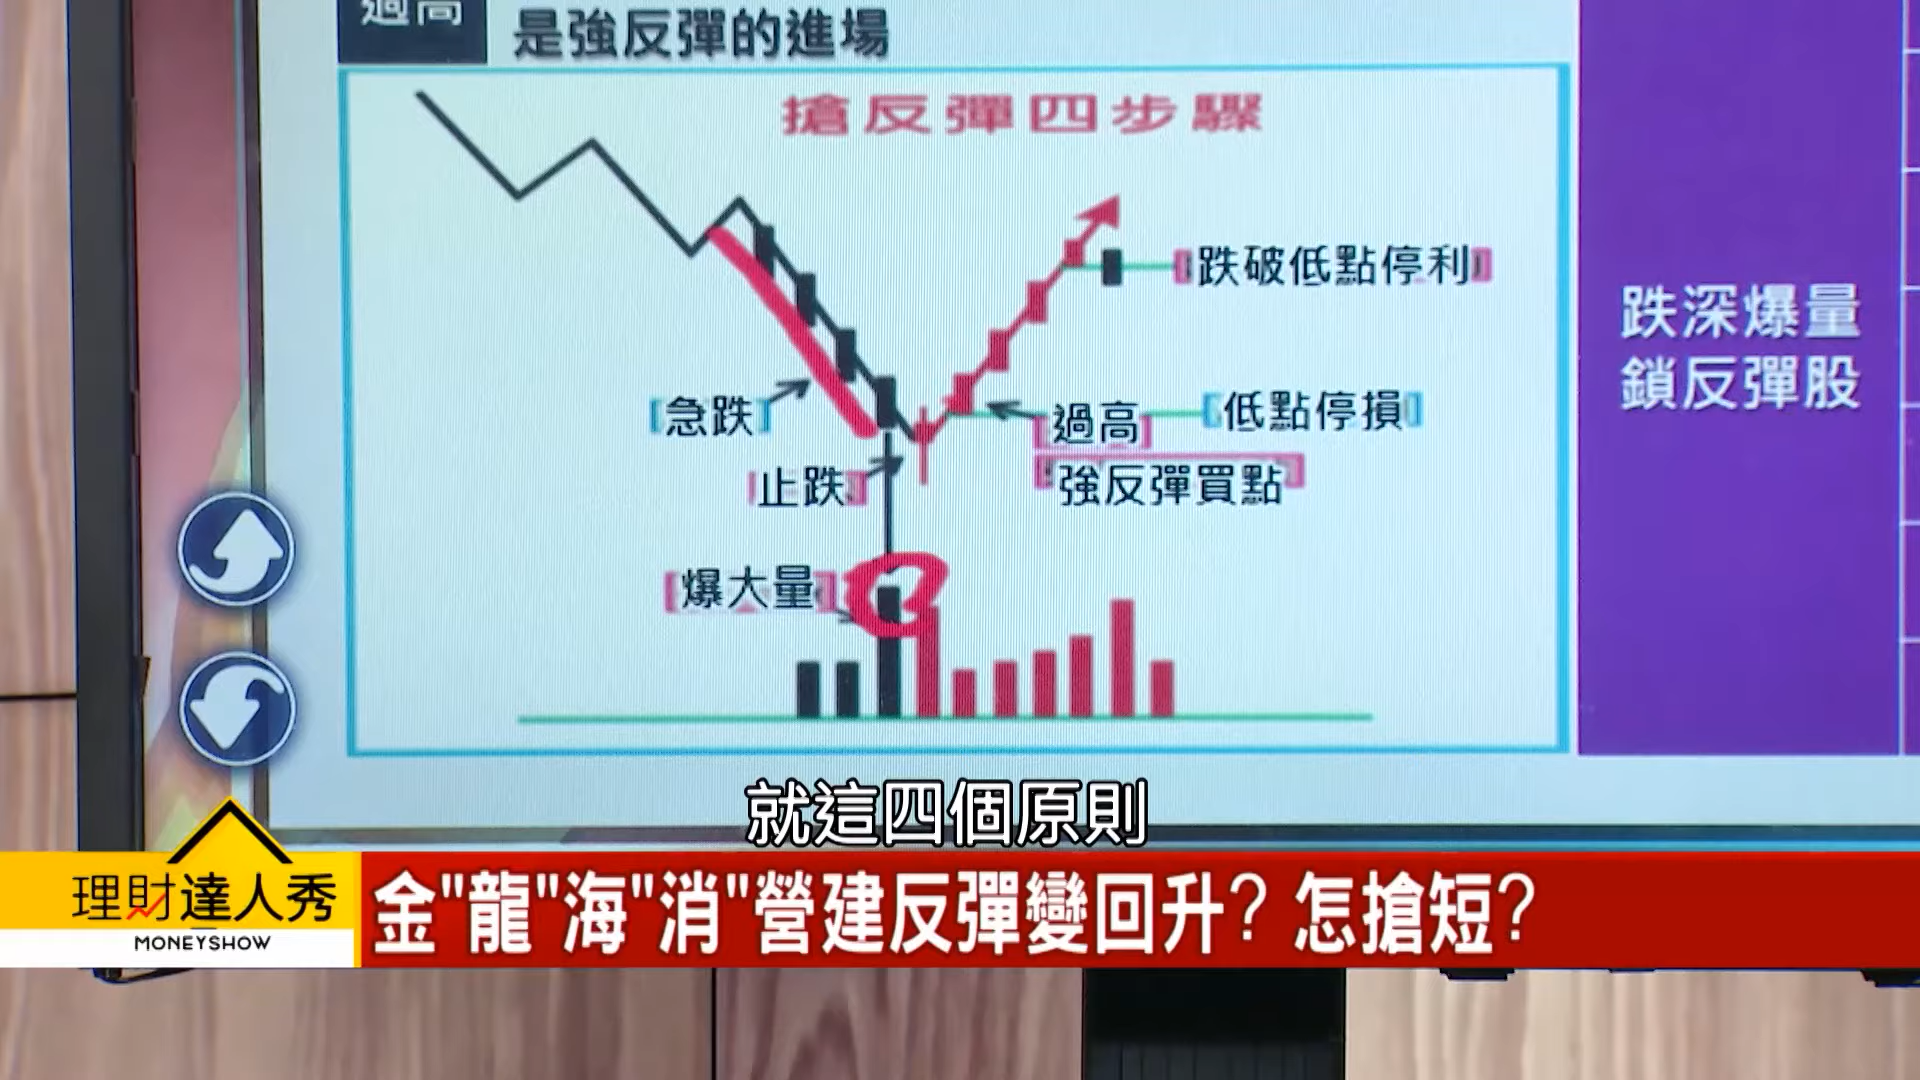 過高
是強反彈的進場
搶反彈四步驟
跌破低點停利
急跌
過高
低點停損
止跌
強反彈買點
爆大量
跌深爆量
鎖反彈股
就這四個原則
理財達人秀
MONEYSHOW
金"龍"海"消"營建反彈變回升? 怎搶短?